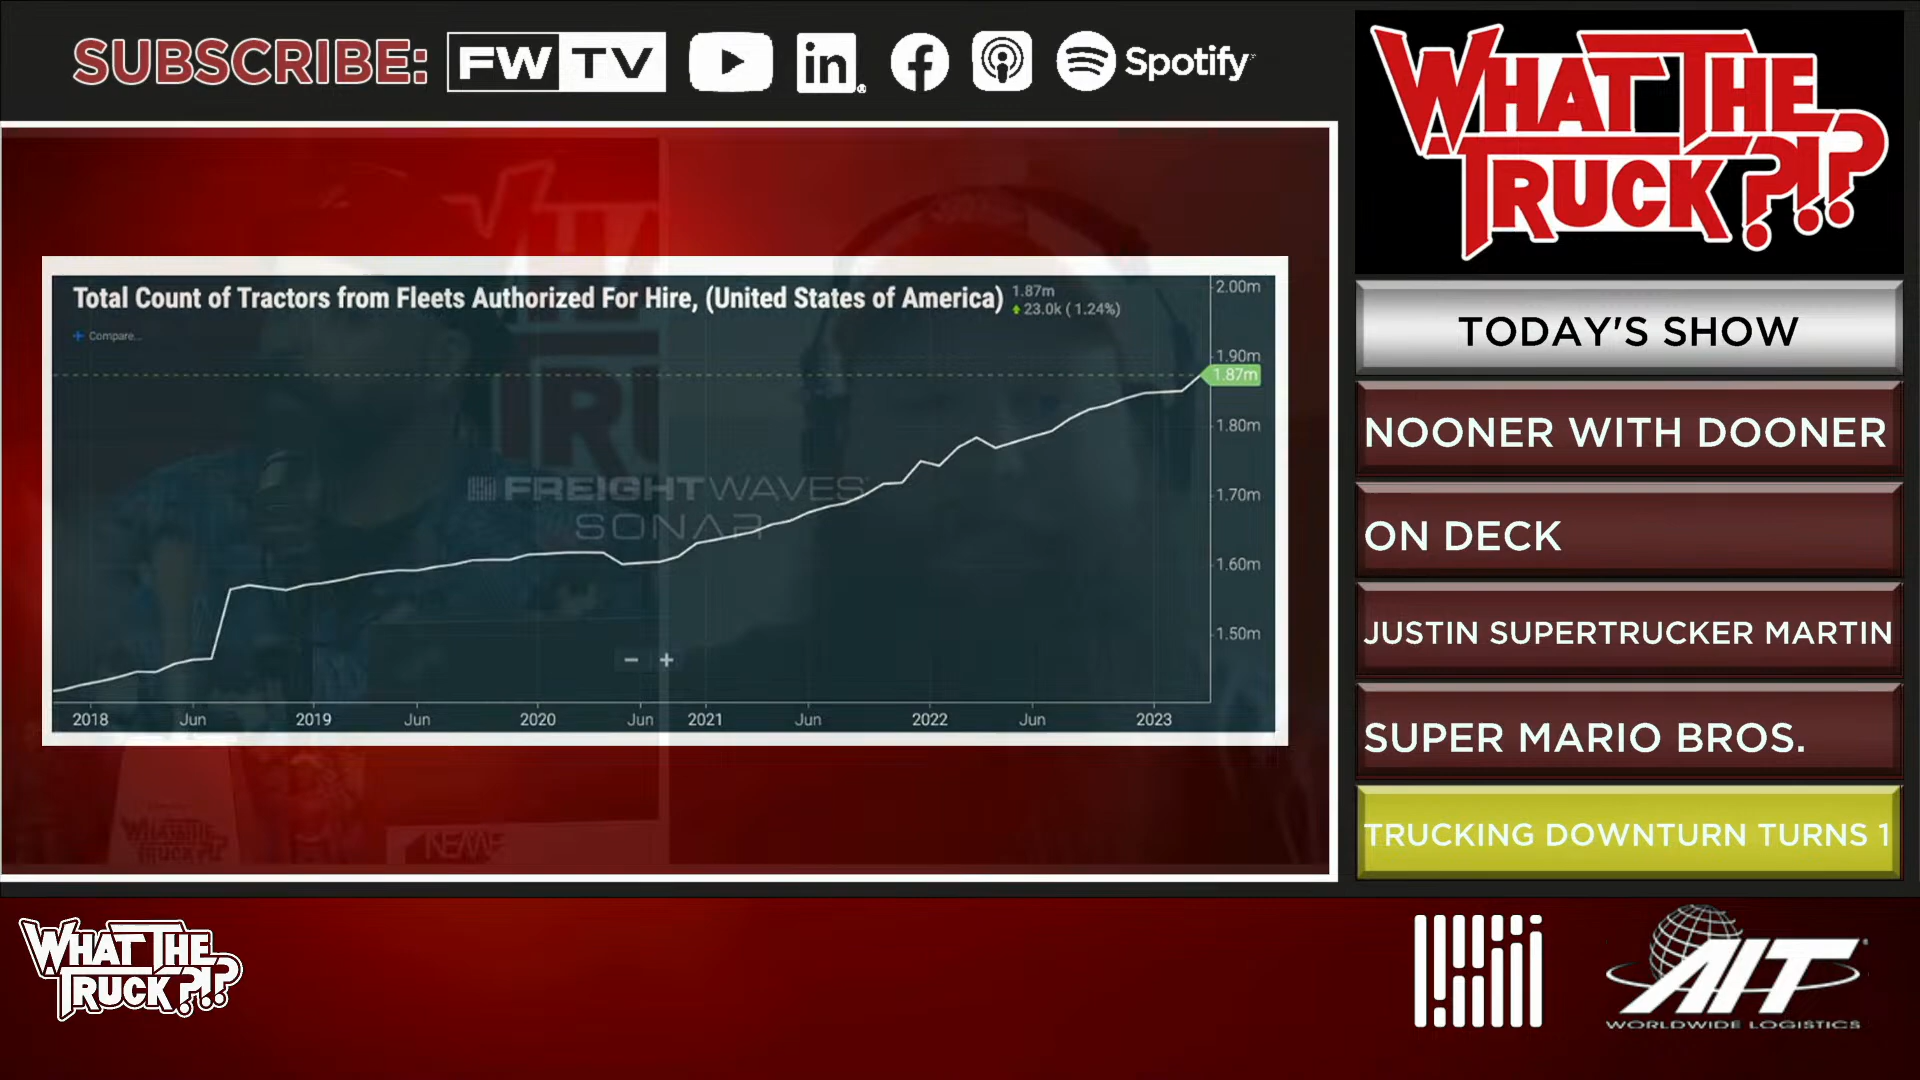 SUBSCRIBE: FW TV in Spotify
WHAT THE
TRUCK?!?
Total Count of Tractors from Fleets Authorized For Hire, (United States of America) 1.87m
23.0k ( 1.24%)
Compare...
2.00m
1.90m
1.87m
1.80m
1.70m
1.60m
1.50m
FREIGHTWAVES
SONAR
2018 Jun 2019 Jun 2020 Jun 2021 Jun 2022 Jun 2023
TODAY'S SHOW
NOONER WITH DOONER
ON DECK
JUSTIN SUPERTRUCKER MARTIN
SUPER MARIO BROS.
TRUCKING DOWNTURN TURNS 1
WHAT THE
TRUCK?!?
WHAT THE
TRUCK?!?
AIT
WORLDWIDE LOGISTICS